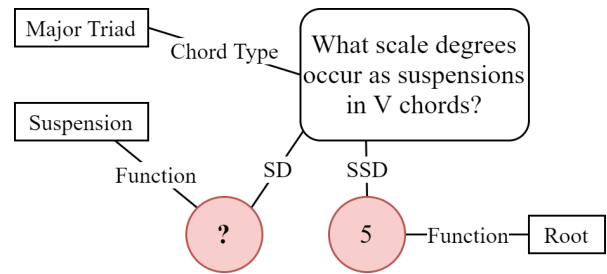 Major Triad
Chord Type
What scale degrees
occur as suspensions
in V chords?
Suspension
Function
SD
SSD
?
5
Function
Root